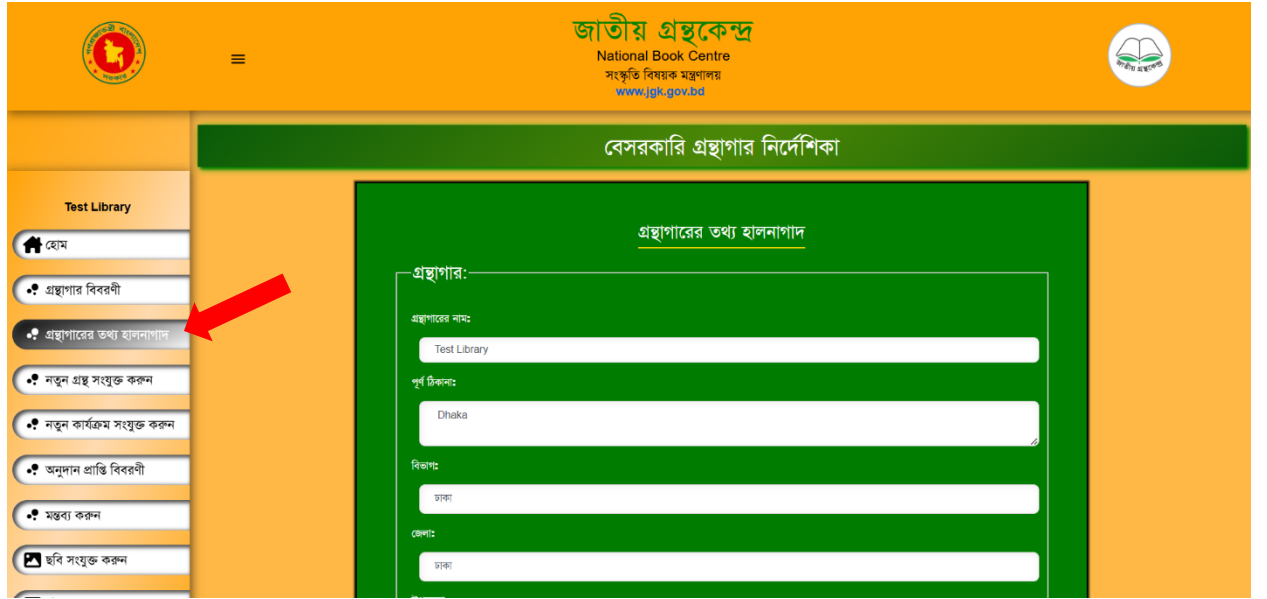 জাতীয় গ্রন্থকেন্দ্র
National Book Centre
সংস্কৃতি বিষয়ক মন্ত্রণালয়
www.jgk.gov.bd
বেসরকারি গ্রন্থাগার নির্দেশিকা
Test Library
হোম
গ্রন্থাগার বিবরণী
গ্রন্থাগারের তথ্য হালনাগাদ
নতুন গ্রন্থ সংযুক্ত করুন
নতুন কার্যক্রম সংযুক্ত করুন
অনুদান প্রাপ্তি বিবরণী
মন্তব্য করুন
ছবি সংযুক্ত করুন
গ্রন্থাগারের তথ্য হালনাগাদ
গ্রন্থাগার:
গ্রন্থাগারের নামঃ
Test Library
পূর্ণ ঠিকানাঃ
Dhaka
বিভাগঃ
ঢাকা
জেলাঃ
ঢাকা